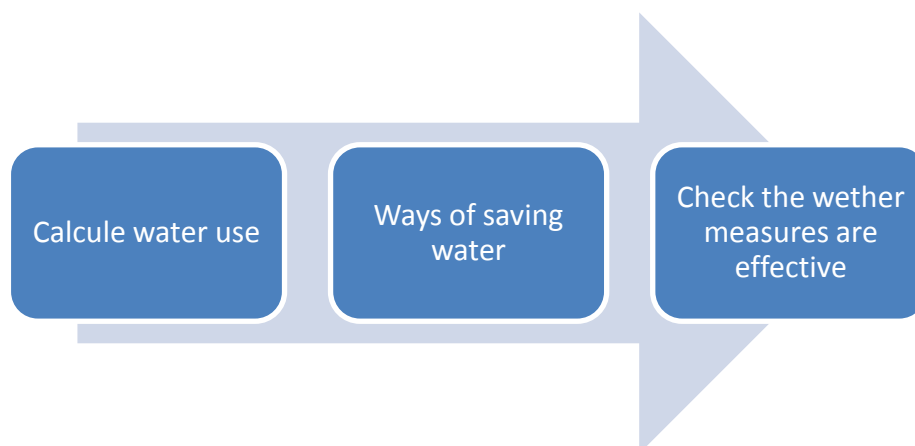 Calcule water use
Ways of saving
water
Check the wether
measures are
effective